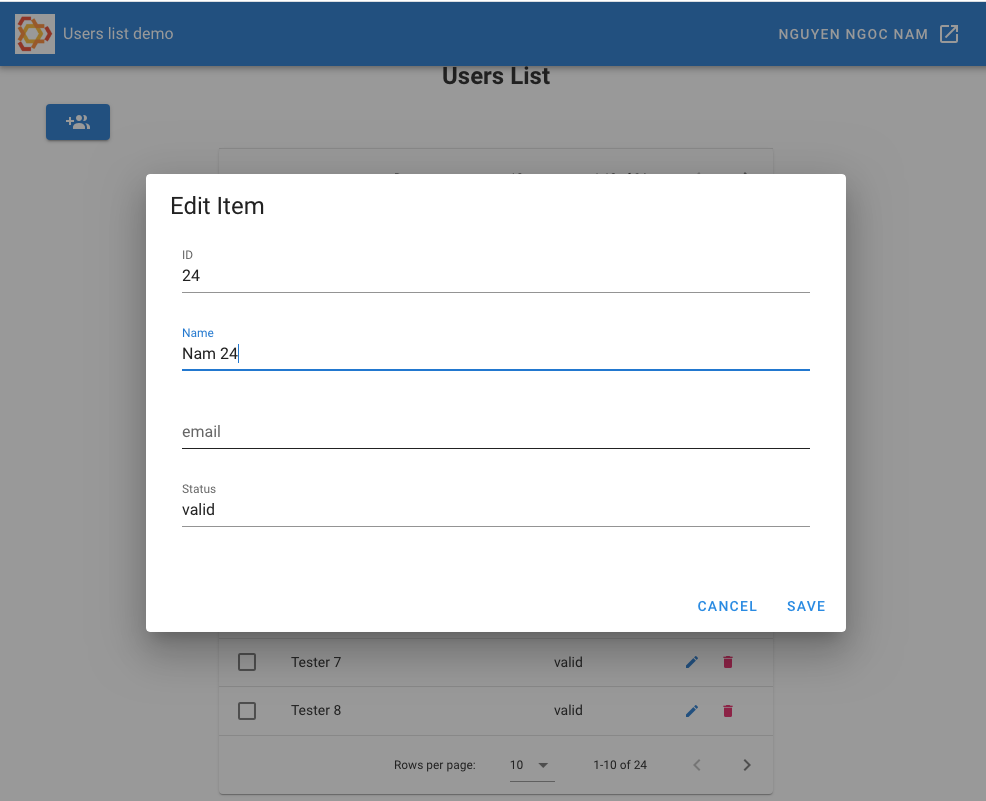 Users list demo
NGUYEN NGOC NAM
Users List
Edit Item
ID
24
Name
Nam 24
email
Status
valid
CANCEL
SAVE
Tester 7 valid
Tester 8 valid
Rows per page: 10 1-10 of 24